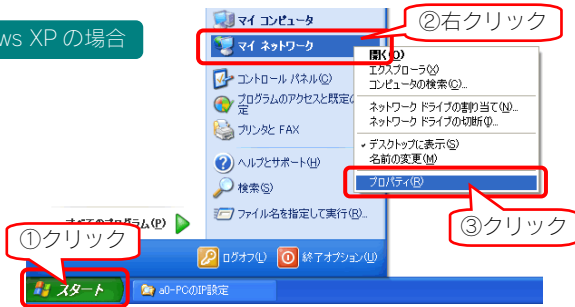 ws XP の場合
マイ コンピュータ
②右クリック
マイ ネットワーク
開く(O)
エクスプローラ(X)
コンピュータの検索(C)...
コントロール パネル(C)
プログラムのアクセスと既定の
定
プリンタと FAX
ネットワーク ドライブの割り当て(N)...
ネットワーク ドライブの切断(D)...
デスクトップに表示(S)
名前の変更(M)
ヘルプとサポート(H)
プロパティ(R)
検索(S)
ファイル名を指定して実行(R)...
③クリック
すべてのプログラム(P)
①クリック
ログオフ(L)
終了オプション(U)
スタート
a0-PCのIP設定